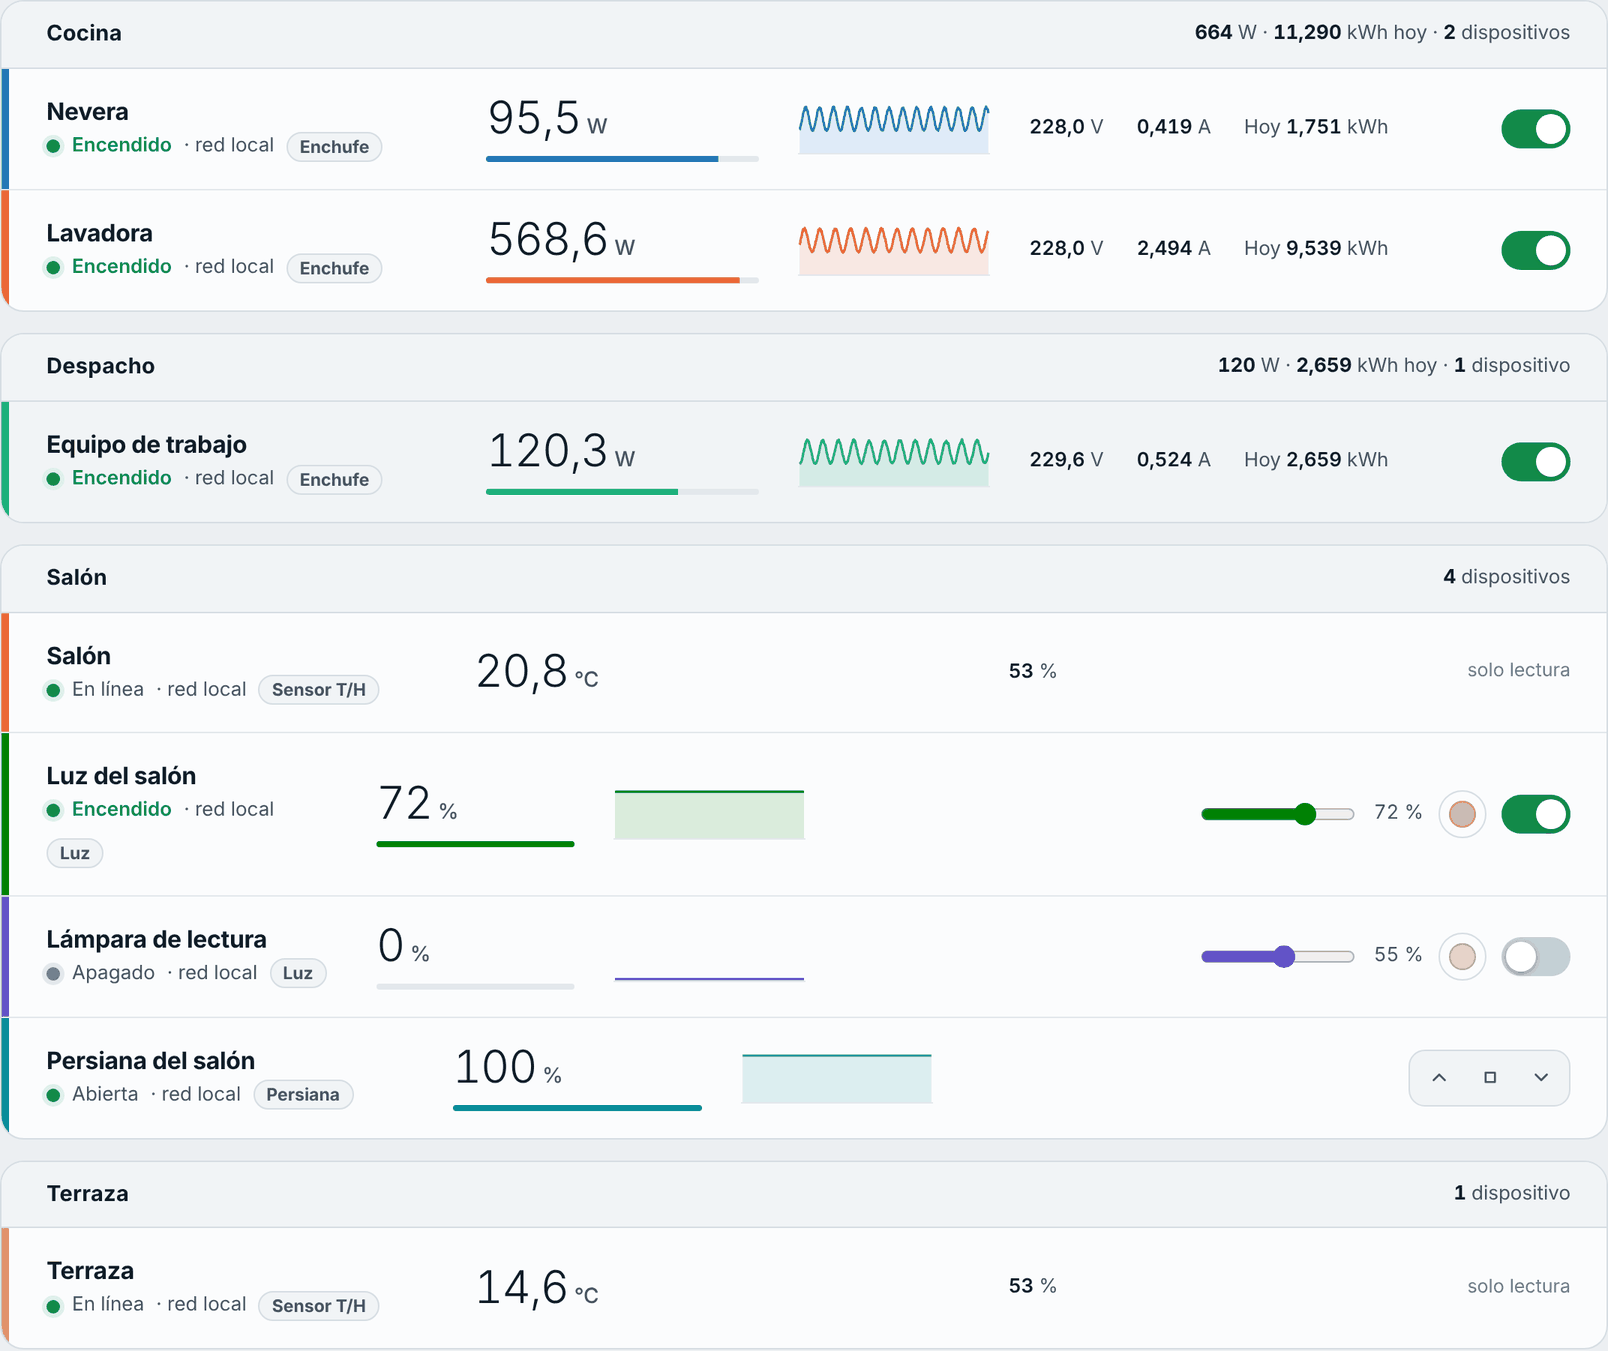 Cocina
664 W · 11,290 kWh hoy · 2 dispositivos
Nevera
Encendido · red local Enchufe
95,5 W
228,0 V 0,419 A Hoy 1,751 kWh
Lavadora
Encendido · red local Enchufe
568,6 W
228,0 V 2,494 A Hoy 9,539 kWh
Despacho
120 W · 2,659 kWh hoy · 1 dispositivo
Equipo de trabajo
Encendido · red local Enchufe
120,3 W
229,6 V 0,524 A Hoy 2,659 kWh
Salón
4 dispositivos
Salón
En línea · red local Sensor T/H
20,8 °C
53 %
solo lectura
Luz del salón
Encendido · red local
Luz
72 %
72 %
Lámpara de lectura
Apagado · red local Luz
0 %
55 %
Persiana del salón
Abierta · red local Persiana
100 %
Terraza
1 dispositivo
Terraza
En línea · red local Sensor T/H
14,6 °C
53 %
solo lectura